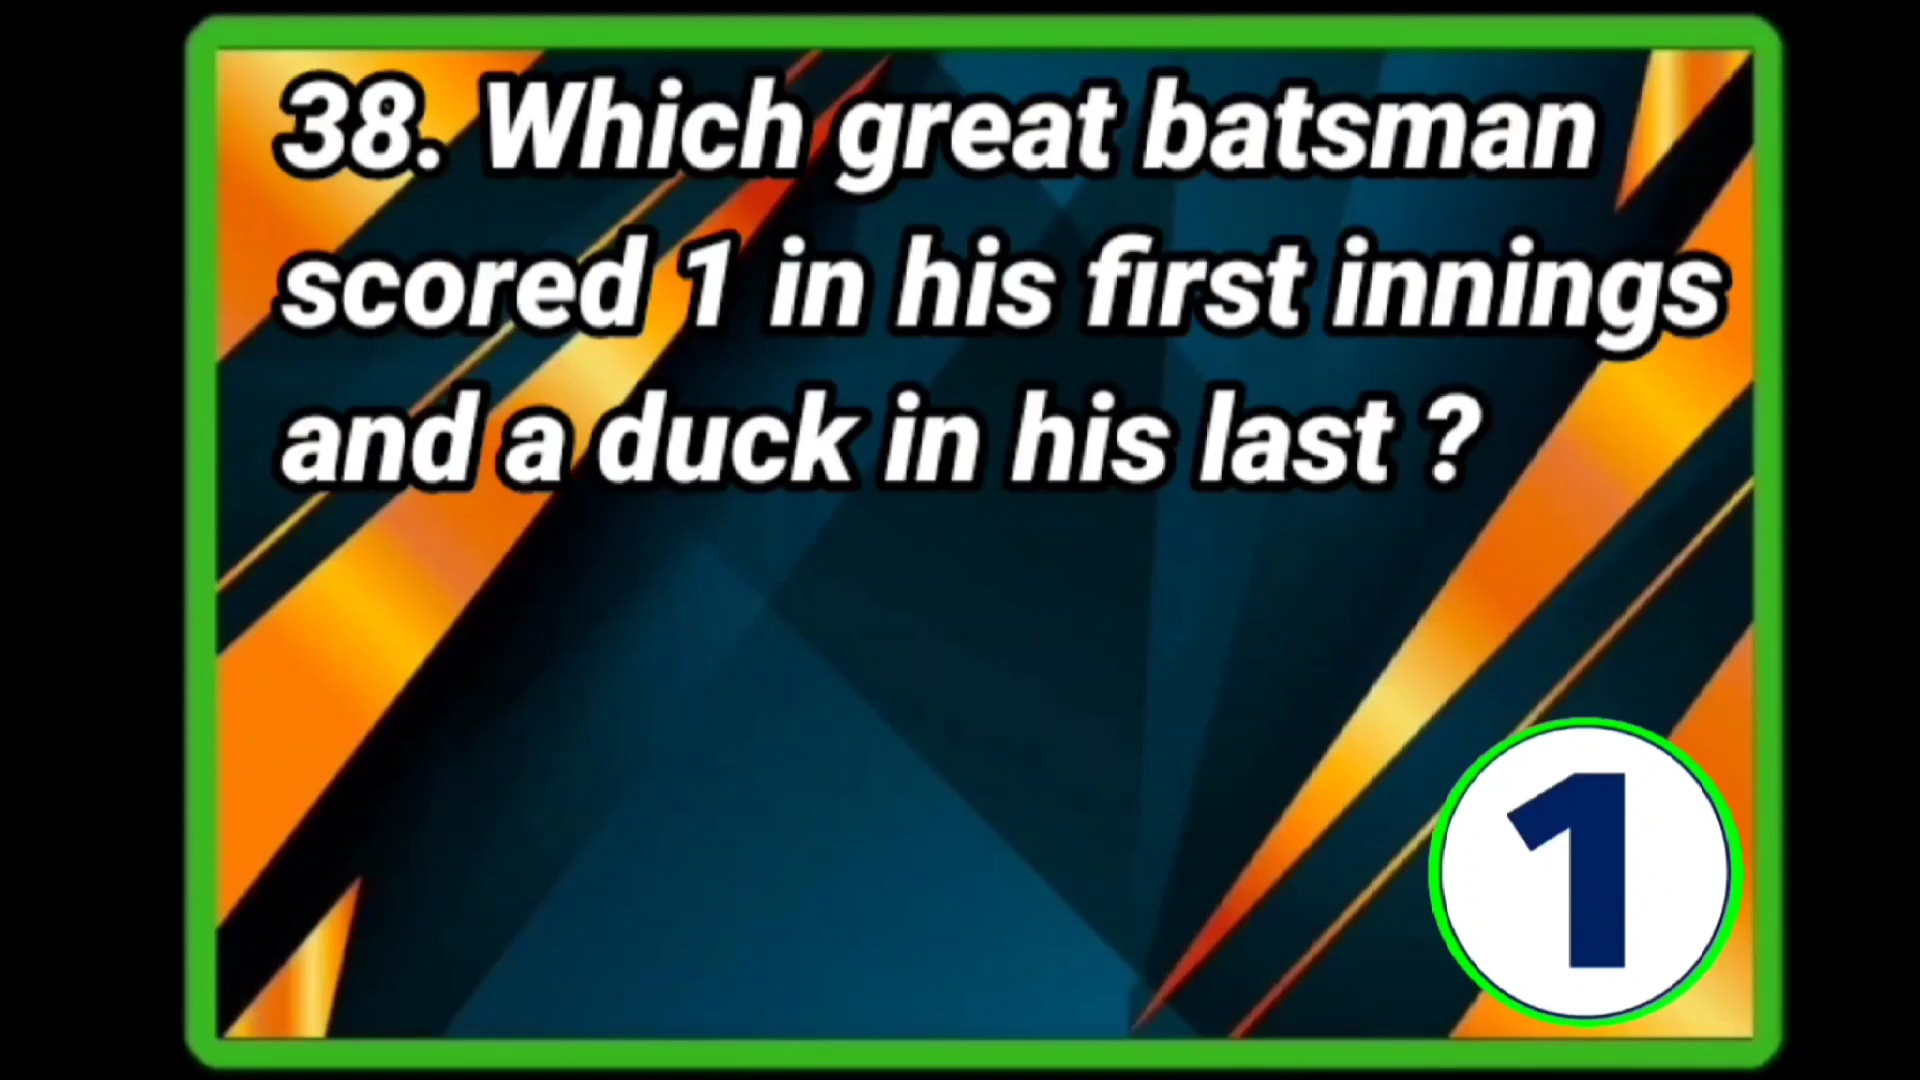 38. Which great batsman
scored 1 in his first innings
and a duck in his last ?
1